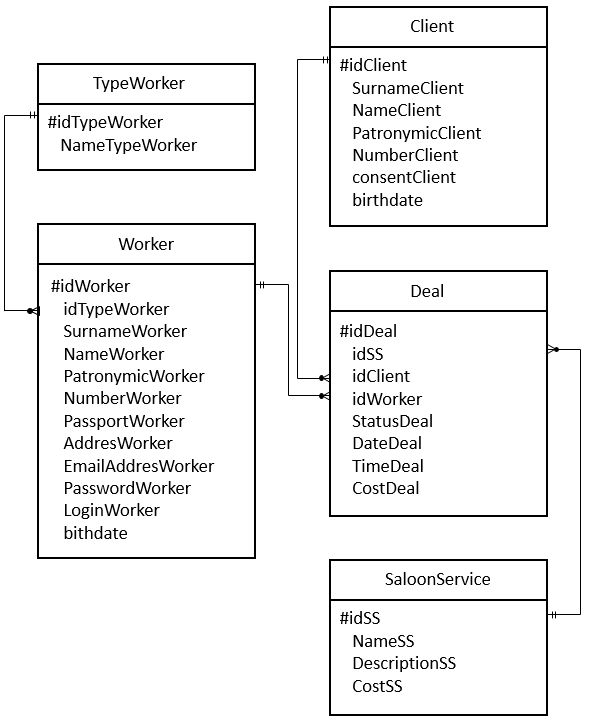 TypeWorker
#idTypeWorker
NameTypeWorker
Worker
#idWorker
idTypeWorker
SurnameWorker
NameWorker
PatronymicWorker
NumberWorker
PassportWorker
AddresWorker
EmailAddresWorker
PasswordWorker
LoginWorker
bithdate
Client
#idClient
SurnameClient
NameClient
PatronymicClient
NumberClient
consentClient
birthdate
Deal
#idDeal
idSS
idClient
idWorker
StatusDeal
DateDeal
TimeDeal
CostDeal
SaloonService
#idSS
NameSS
DescriptionSS
CostSS